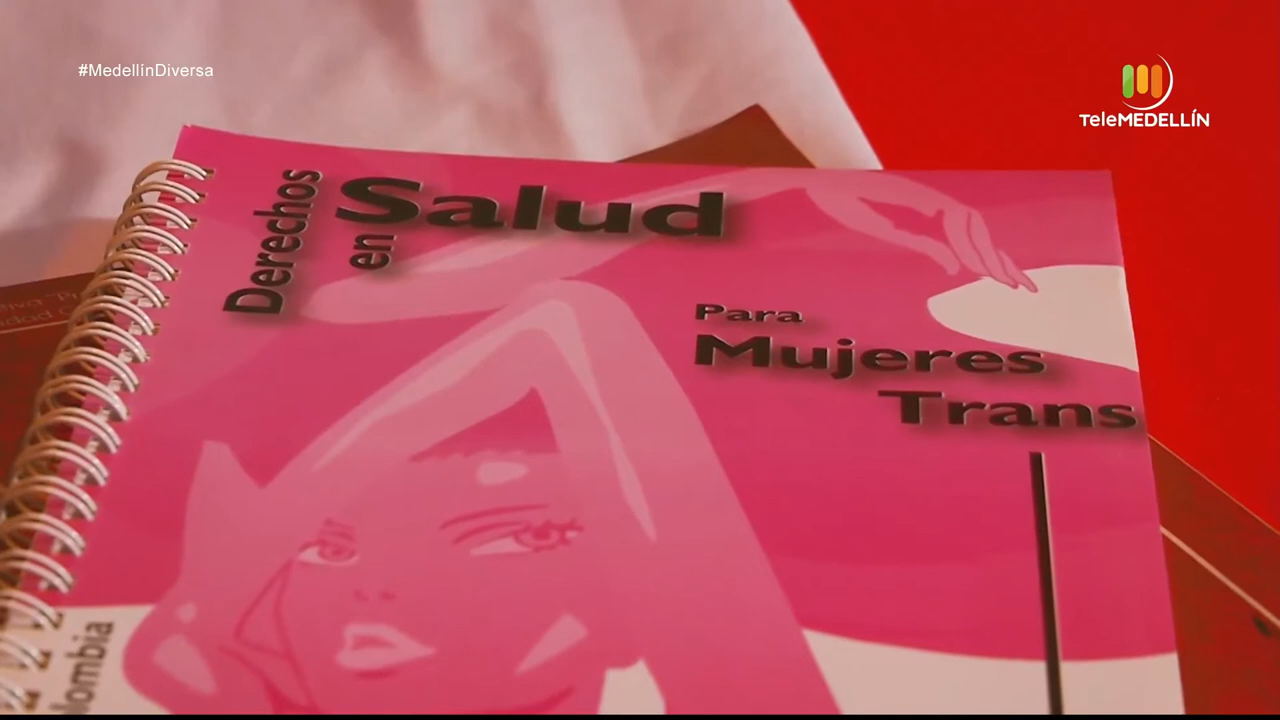 #MedellínDiversa
TeleMEDELLÍN
Derechos
en
Salud
Para
Mujeres
Trans